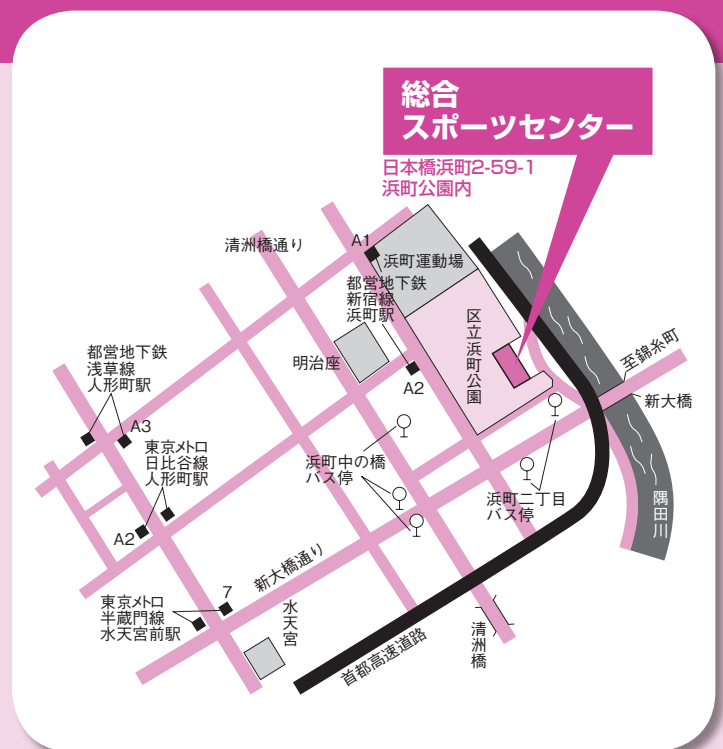 総合
スポーツセンター
日本橋浜町2-59-1
浜町公園内
清洲橋通り
A1
浜町運動場
都営地下鉄
新宿線
浜町駅
区立浜町公園
明治座
A2
都営地下鉄
浅草線
人形町駅
A3
東京メトロ
日比谷線
人形町駅
A2
至錦糸町
新大橋
浜町中の橋
バス停
浜町二丁目
バス停
隅田川
新大橋通り
7
東京メトロ
半蔵門線
水天宮前駅
水天宮
清洲橋
首都高速道路